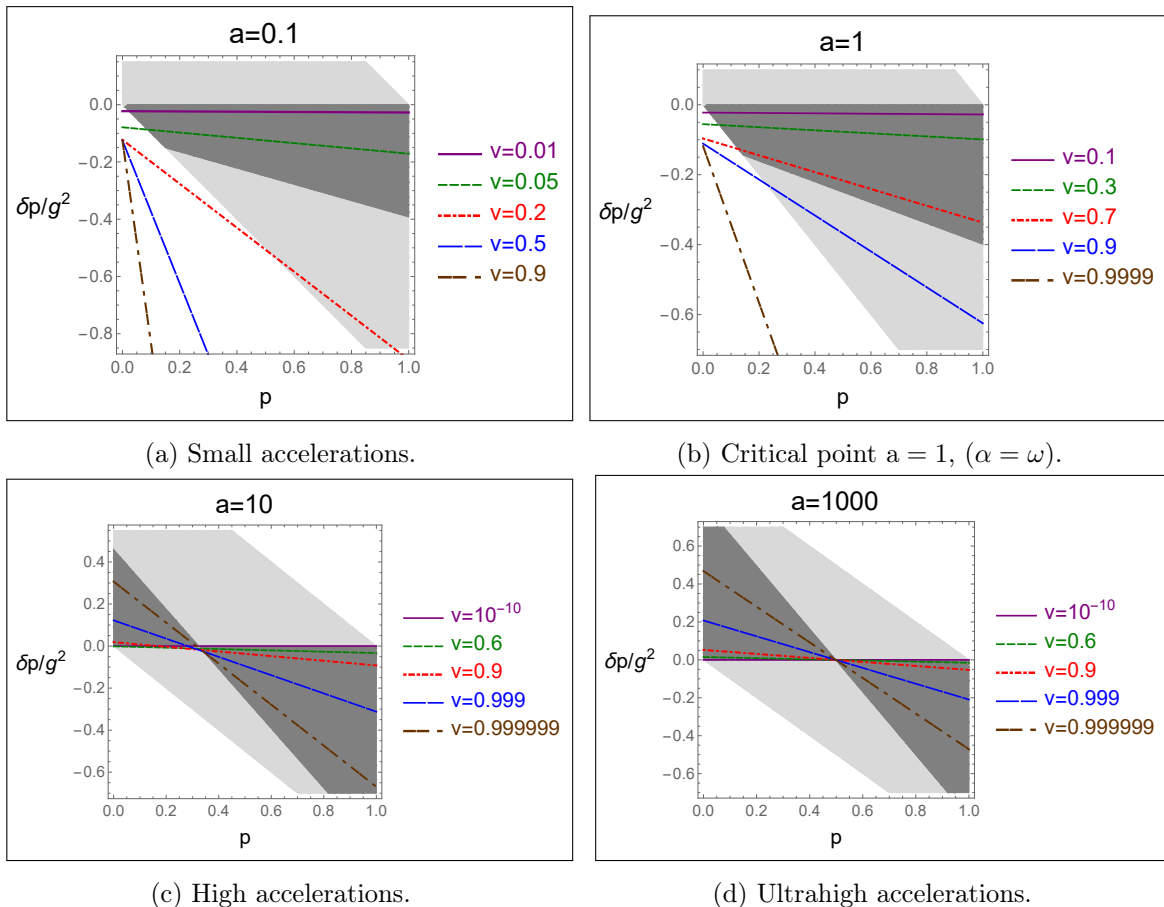 a=0.1
0.0
−0.2
−0.4
−0.6
−0.8
δp/g²
0.0 0.2 0.4 0.6 0.8 1.0
p
v=0.01
v=0.05
v=0.2
v=0.5
v=0.9
(a) Small accelerations.
a=1
0.0
−0.2
−0.4
−0.6
δp/g²
0.0 0.2 0.4 0.6 0.8 1.0
p
v=0.1
v=0.3
v=0.7
v=0.9
v=0.9999
(b) Critical point a = 1, (α = ω).
a=10
0.4
0.2
0.0
−0.2
−0.4
−0.6
δp/g²
0.0 0.2 0.4 0.6 0.8 1.0
p
v=10⁻¹⁰
v=0.6
v=0.9
v=0.999
v=0.999999
(c) High accelerations.
a=1000
0.6
0.4
0.2
0.0
−0.2
−0.4
−0.6
δp/g²
0.0 0.2 0.4 0.6 0.8 1.0
p
v=10⁻¹⁰
v=0.6
v=0.9
v=0.999
v=0.999999
(d) Ultrahigh accelerations.